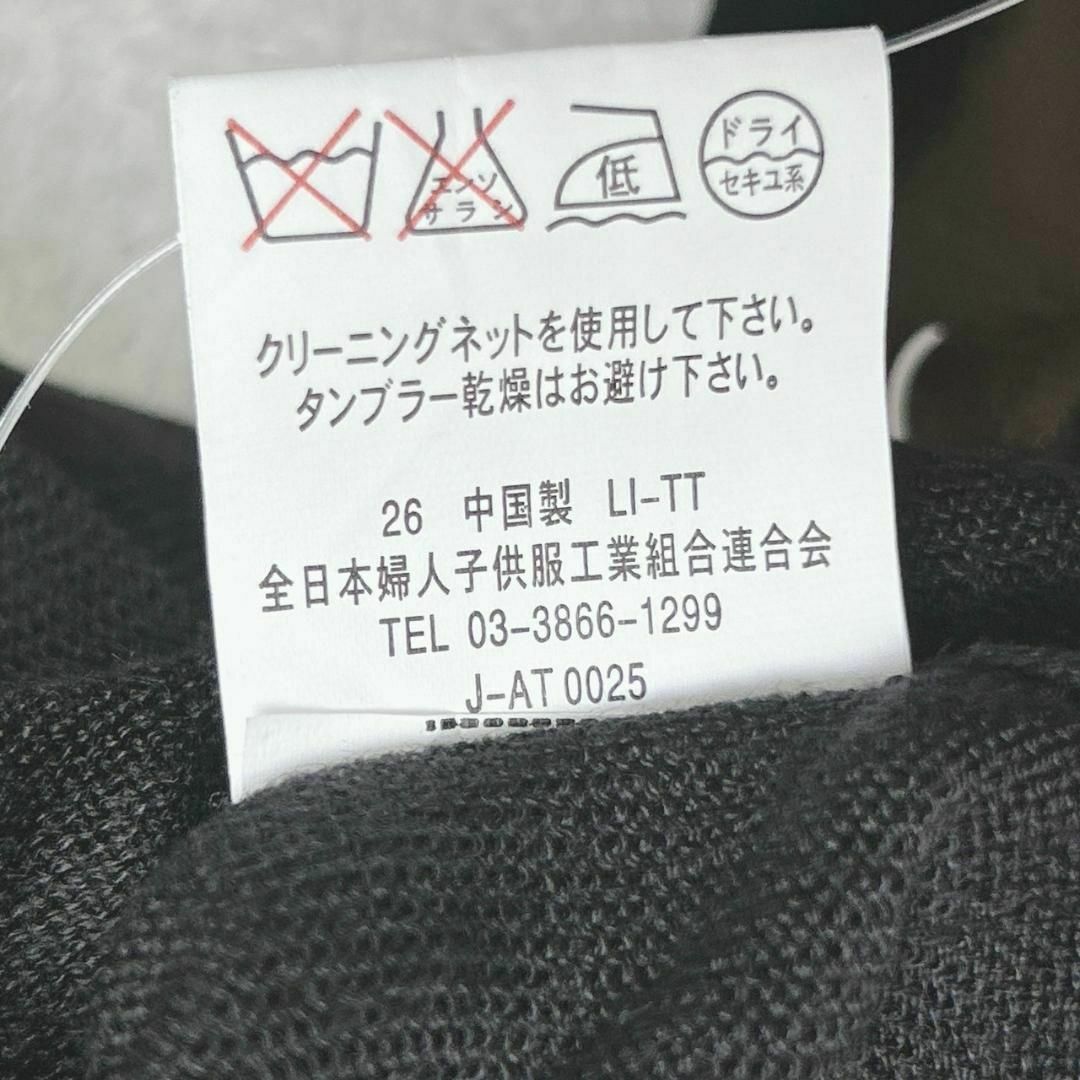 エンソ
サラシ
低
ドライ
セキユ系
クリーニングネットを使用して下さい。
タンブラー乾燥はお避け下さい。
26 中国製 LI-TT
全日本婦人子供服工業組合連合会
TEL 03-3866-1299
J-AT 0025